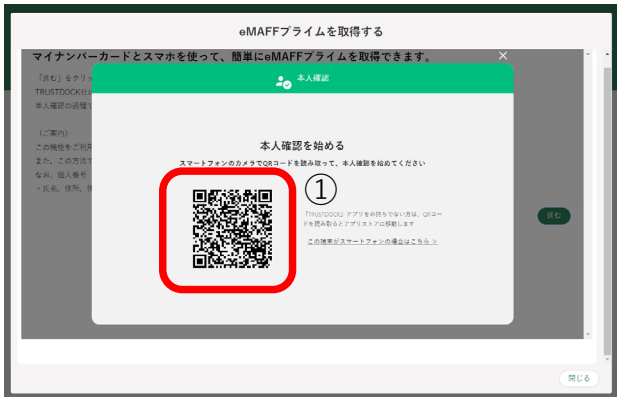 eMAFFプライムを取得する
マイナンバーカードとスマホを使って、簡単にeMAFFプライムを取得できます。
×
「進む」をクリッ
TRUSTDOCK社
本人確認の過程で
本人確認
（ご案内）
この機能をご利用
また、この方法で
なお、個人番号
・氏名、住所、
本人確認を始める
スマートフォンのカメラでQRコードを読み取って、本人確認を始めてください
①
「TRUSTDOCK」アプリをお持ちでない方は、QRコー
ドを読み取るとアプリストアに移動します
この端末がスマートフォンの場合はこちら >
進む
閉じる